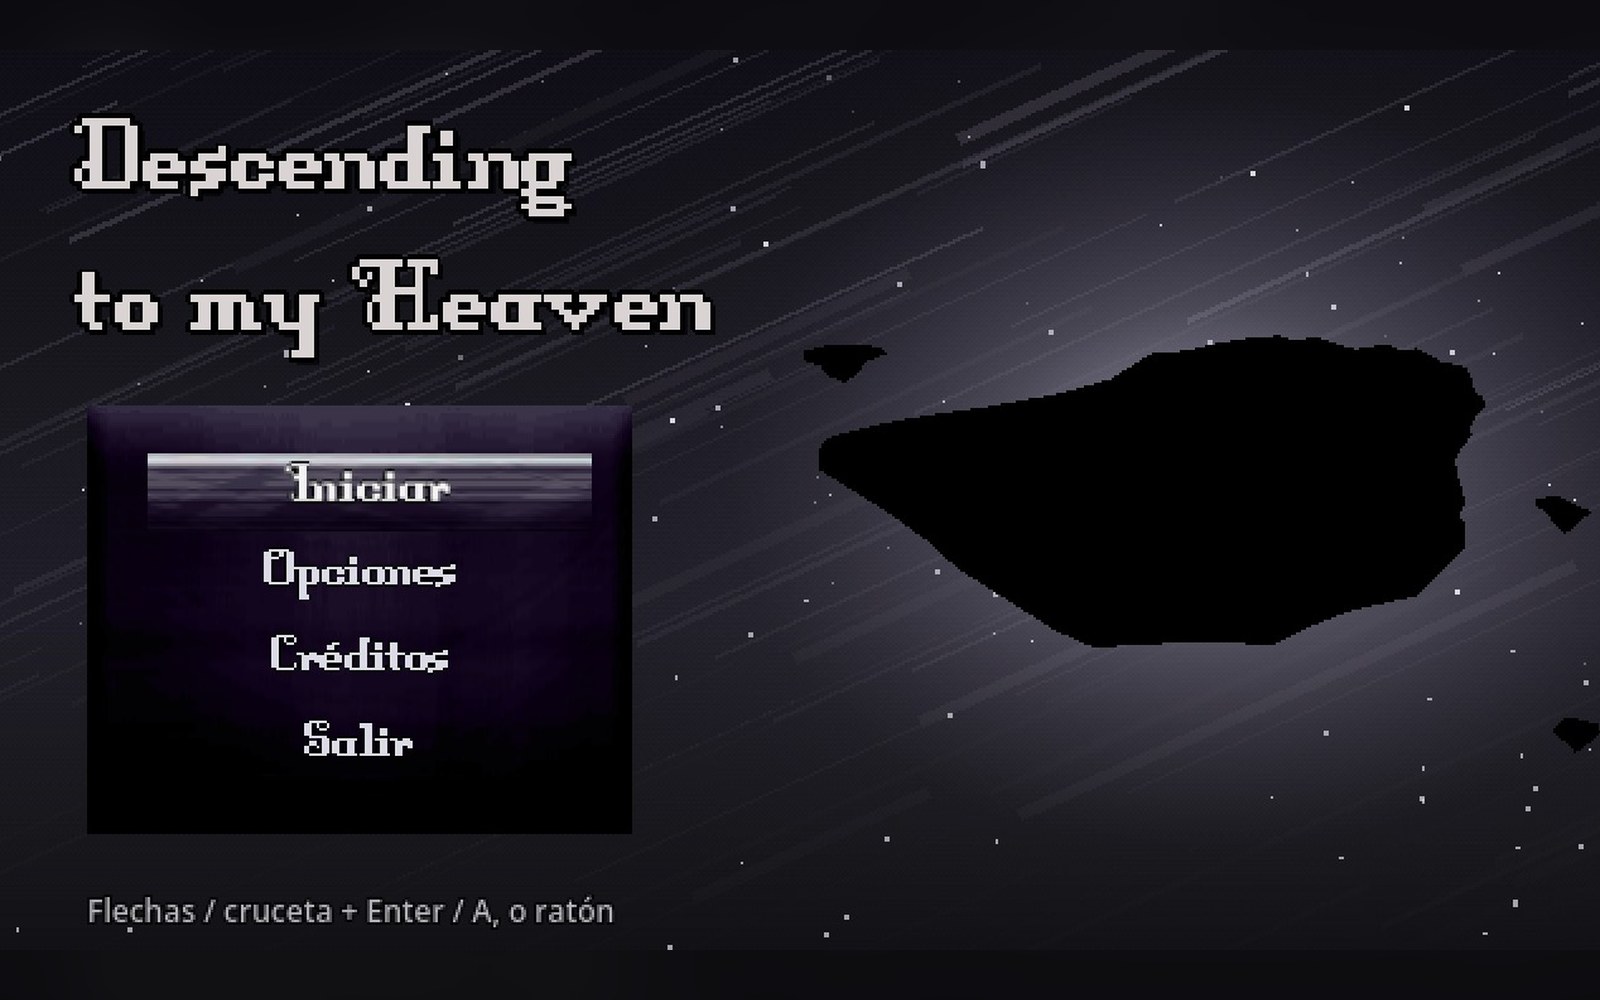 Descending
to my Heaven
Iniciar
Opciones
Créditos
Salir
Flechas / cruceta + Enter / A, o ratón